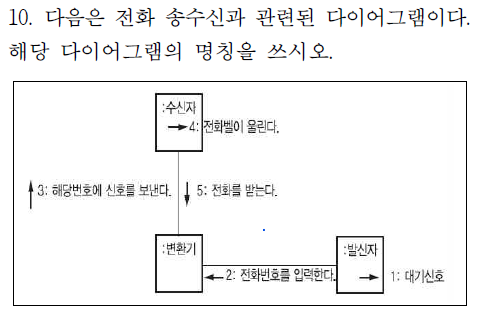 10. 다음은 전화 송수신과 관련된 다이어그램이다.
해당 다이어그램의 명칭을 쓰시오.
:수신자
4: 전화벨이 울린다.
3: 해당번호에 신호를 보낸다.
5: 전화를 받는다.
:변환기
:발신자
2: 전화번호를 입력한다.
1: 대기신호